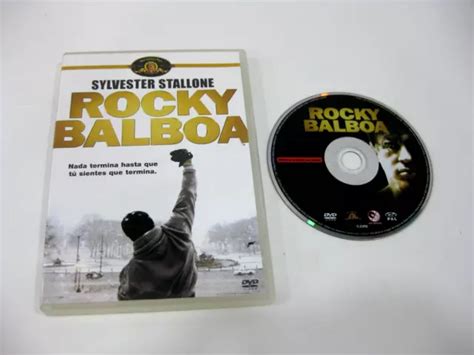 SYLVESTER STALLONE
ROCKY
BALBOA
Nada termina hasta que
tú sientes que termina.
DVD
ROCKY
BALBOA
DVD
PAL